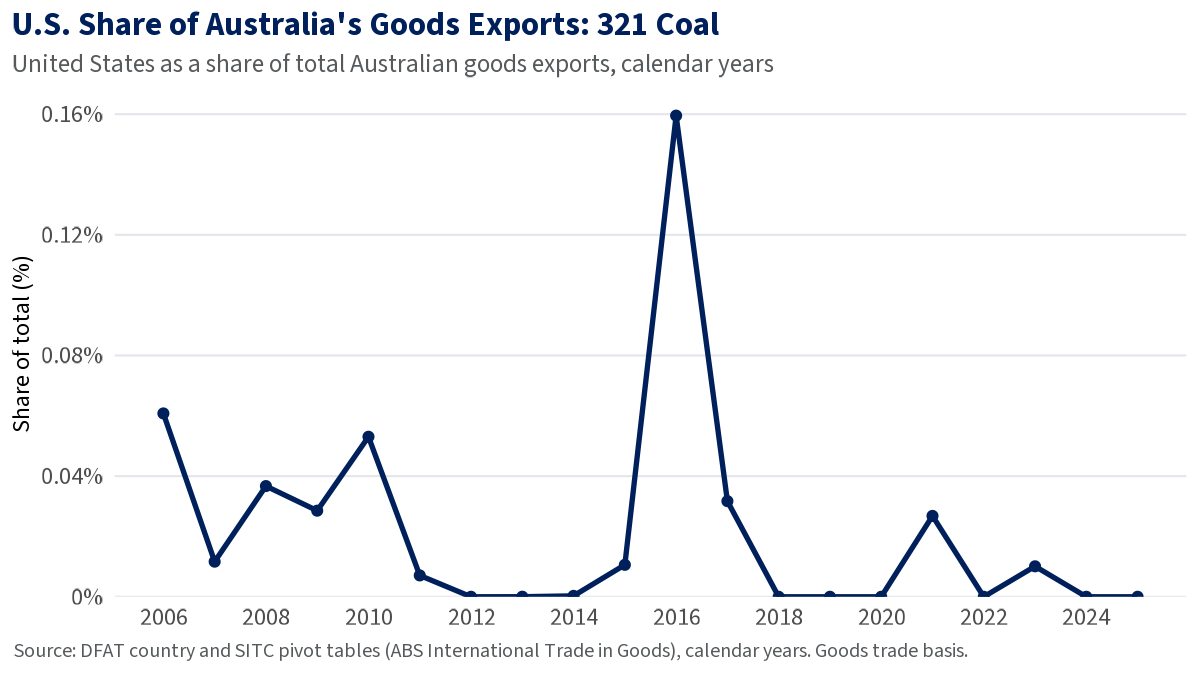 U.S. Share of Australia's Goods Exports: 321 Coal
United States as a share of total Australian goods exports, calendar years
Share of total (%)
0.16%
0.12%
0.08%
0.04%
0%
2006 2008 2010 2012 2014 2016 2018 2020 2022 2024
Source: DFAT country and SITC pivot tables (ABS International Trade in Goods), calendar years. Goods trade basis.